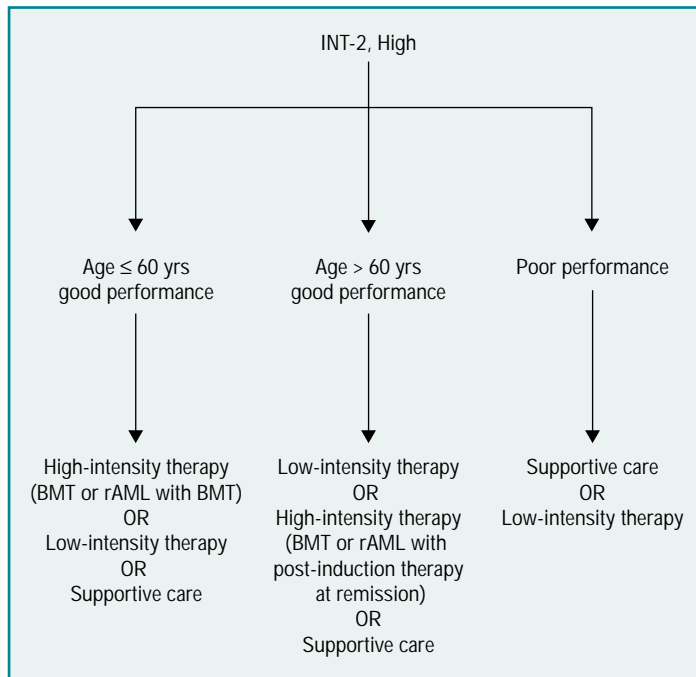 INT-2, High
Age ≤ 60 yrs
good performance
Age > 60 yrs
good performance
Poor performance
High-intensity therapy
(BMT or rAML with BMT)
OR
Low-intensity therapy
OR
Supportive care
Low-intensity therapy
OR
High-intensity therapy
(BMT or rAML with
post-induction therapy
at remission)
OR
Supportive care
Supportive care
OR
Low-intensity therapy